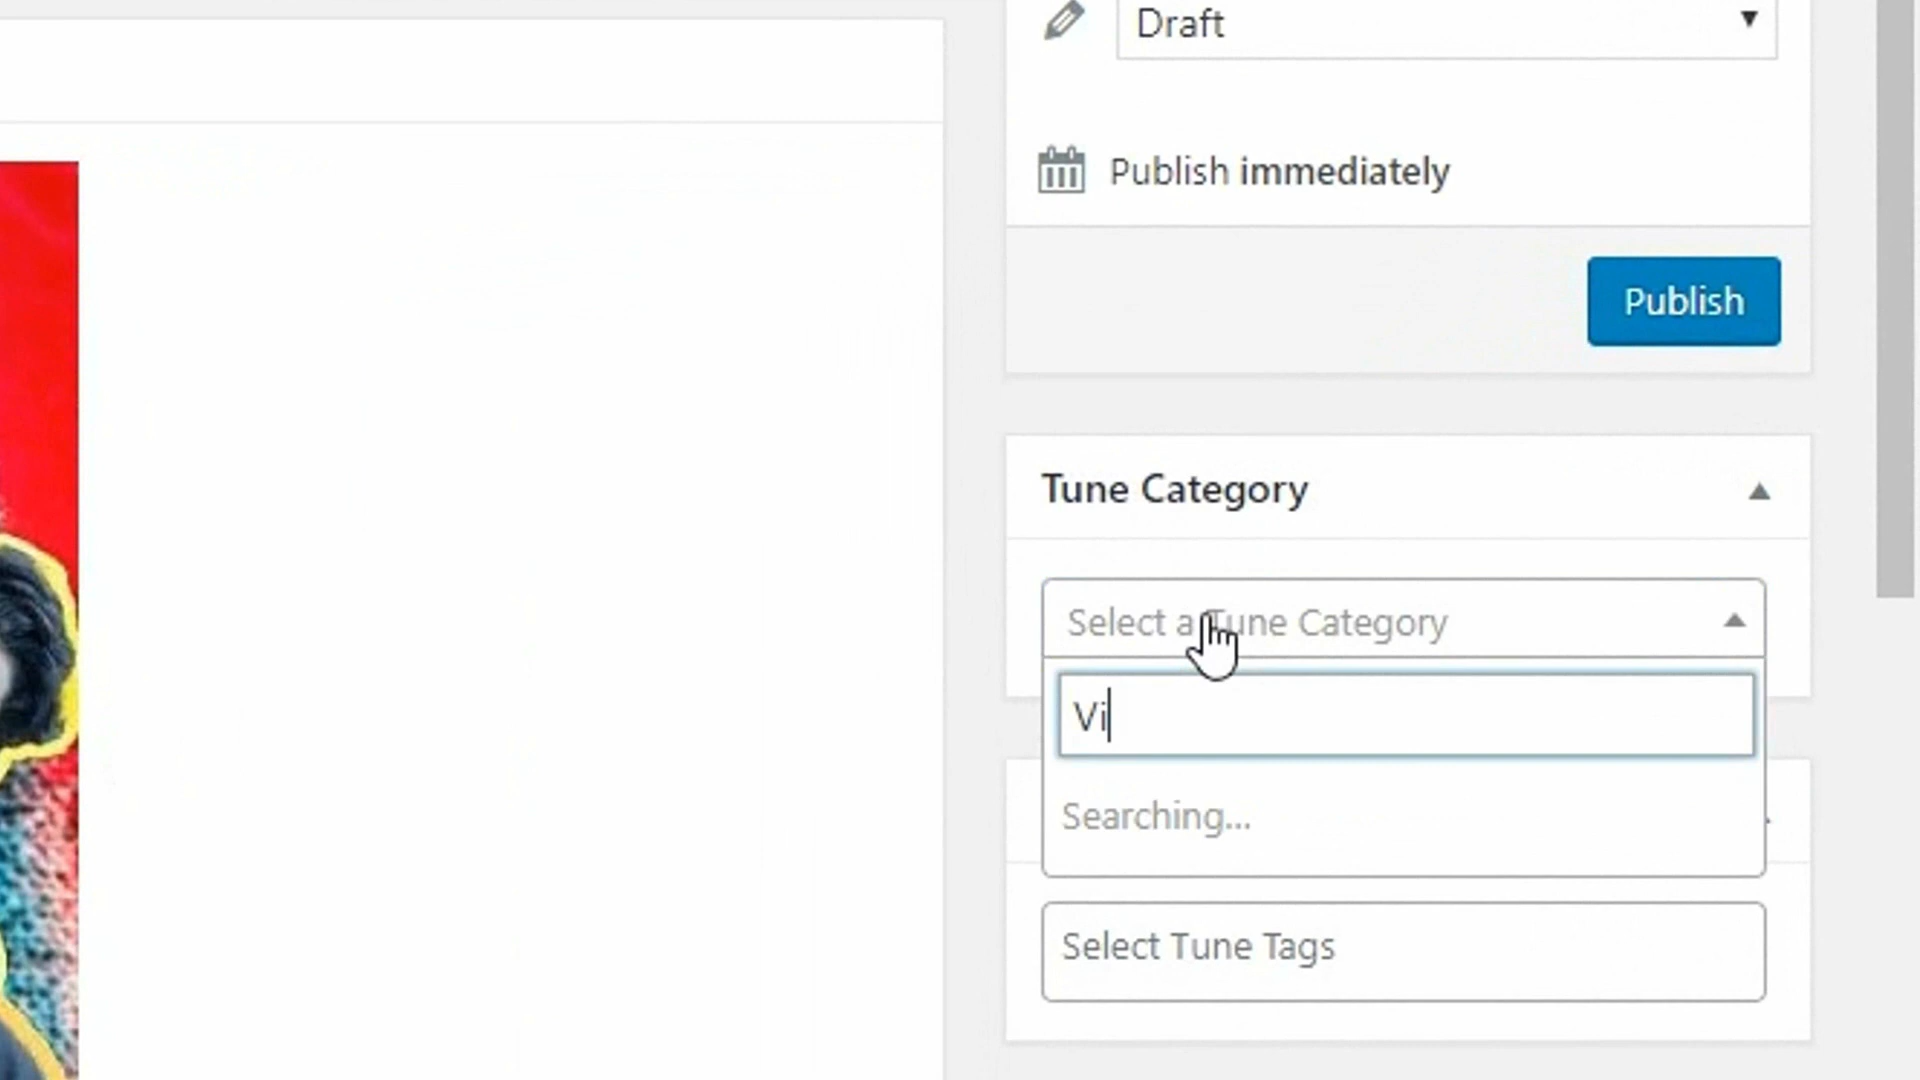 Draft
Publish immediately
Publish
Tune Category
Select a Tune Category
Vi
Searching...
Select Tune Tags